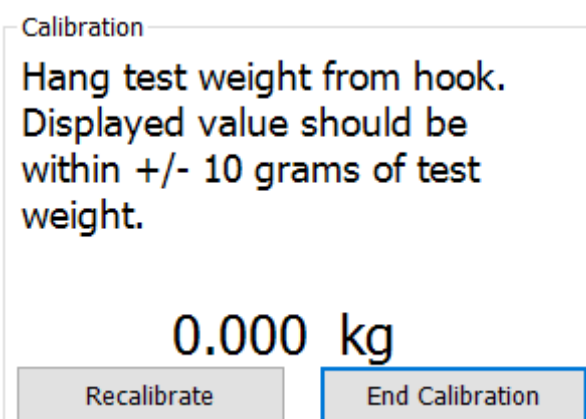 Calibration
Hang test weight from hook.
Displayed value should be
within +/- 10 grams of test
weight.
0.000 kg
Recalibrate
End Calibration